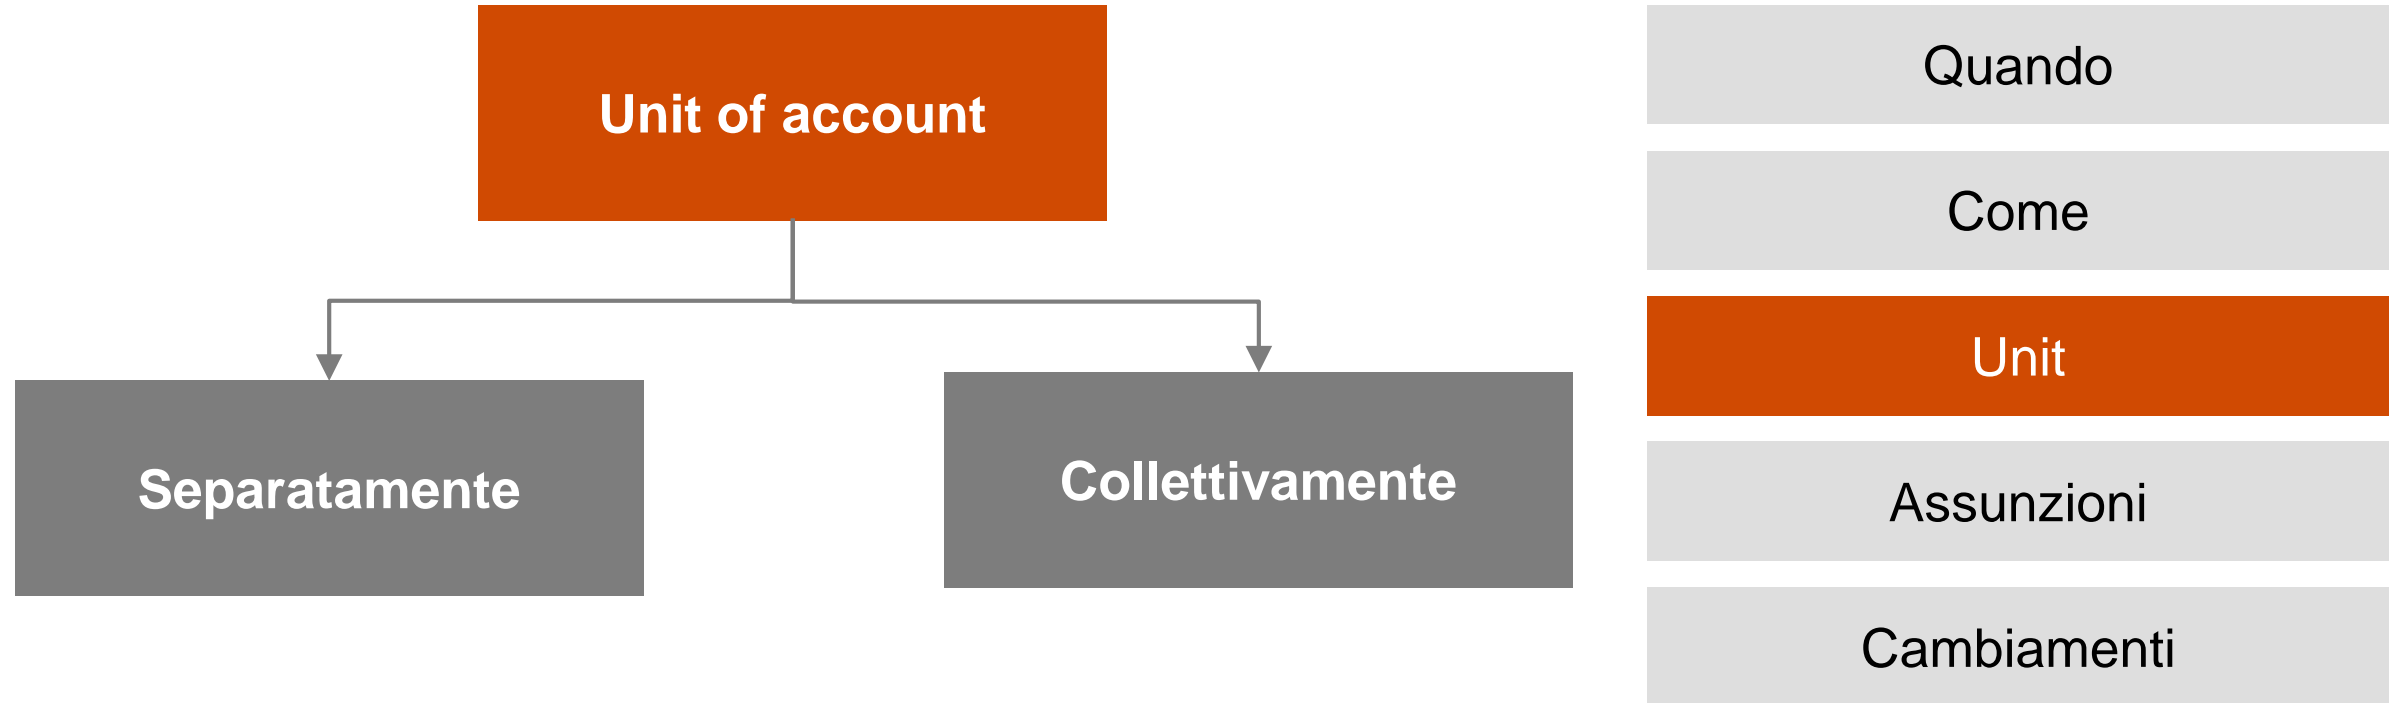 Unit of account
Separatamente
Collettivamente
Quando
Come
Unit
Assunzioni
Cambiamenti